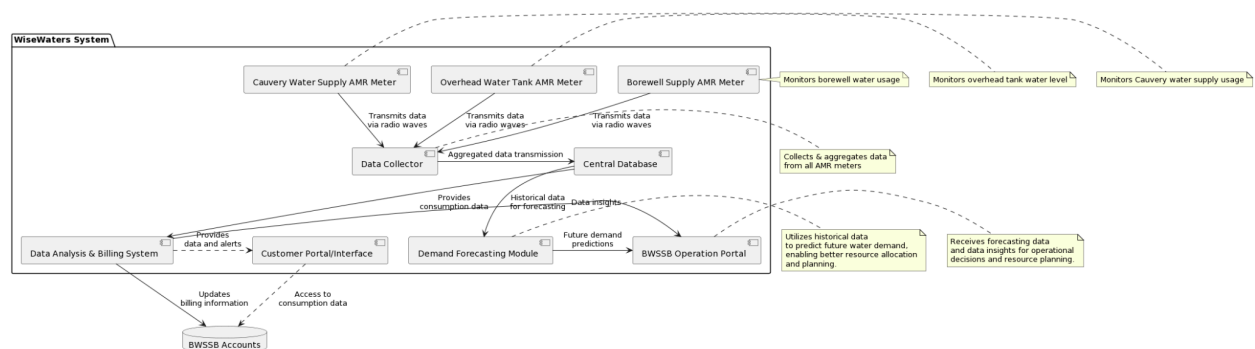 WiseWaters System
Cauvery Water Supply AMR Meter
Overhead Water Tank AMR Meter
Borewell Supply AMR Meter
Monitors borewell water usage
Monitors overhead tank water level
Monitors Cauvery water supply usage
Transmits data
via radio waves
Transmits data
via radio waves
Transmits data
via radio waves
Data Collector
Aggregated data transmission
Central Database
Collects & aggregates data
from all AMR meters
Provides
consumption data
Historical data
for forecasting
Data insights
Data Analysis & Billing System
Provides
data and alerts
Customer Portal/Interface
Demand Forecasting Module
Future demand
predictions
BWSSB Operation Portal
Utilizes historical data
to predict future water demand,
enabling better resource allocation
and planning.
Receives forecasting data
and data insights for operational
decisions and resource planning.
Updates
billing information
Access to
consumption data
BWSSB Accounts